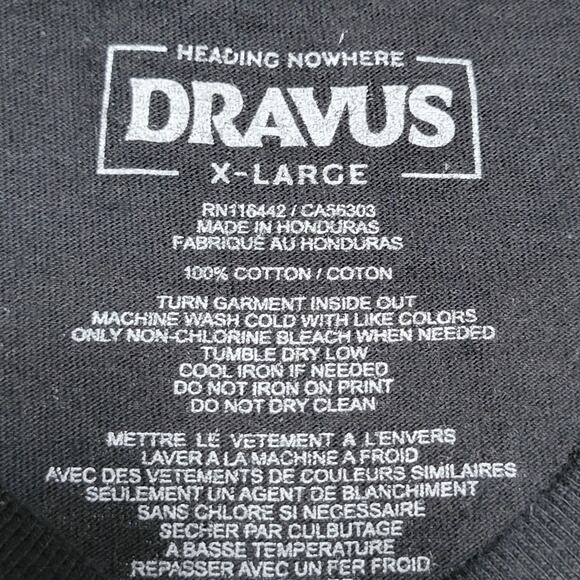 HEADING NOWHERE
DRAVUS
X-LARGE
RN116442 / CA56303
MADE IN HONDURAS
FABRIQUÉ AU HONDURAS
100% COTTON / COTON
TURN GARMENT INSIDE OUT
MACHINE WASH COLD WITH LIKE COLORS
ONLY NON-CHLORINE BLEACH WHEN NEEDED
TUMBLE DRY LOW
COOL IRON IF NEEDED
DO NOT IRON ON PRINT
DO NOT DRY CLEAN
METTRE LE VETEMENT A L'ENVERS
LAVER A LA MACHINE A FROID
AVEC DES VETEMENTS DE COULEURS SIMILAIRES
SEULEMENT UN AGENT DE BLANCHIMENT
SANS CHLORE SI NECESSAIRE
SECHER PAR CULBUTAGE
A BASSE TEMPERATURE
REPASSER AVEC UN FER FROID